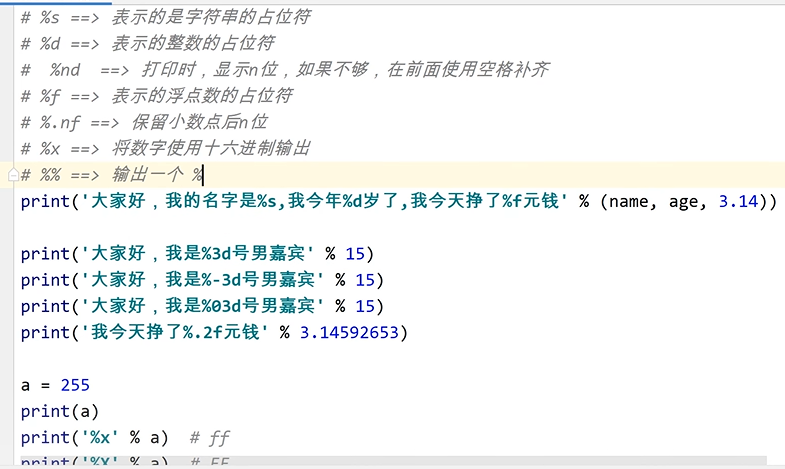 # %s ==> 表示的是字符串的占位符
# %d ==> 表示的整数的占位符
#  %nd  ==> 打印时，显示n位，如果不够，在前面使用空格补齐
# %f ==> 表示的浮点数的占位符
# %.nf ==> 保留小数点后n位
# %x ==> 将数字使用十六进制输出
# %% ==> 输出一个 %
print('大家好，我的名字是%s,我今年%d岁了,我今天挣了%f元钱' % (name, age, 3.14))
print('大家好，我是%3d号男嘉宾' % 15)
print('大家好，我是%-3d号男嘉宾' % 15)
print('大家好，我是%03d号男嘉宾' % 15)
print('我今天挣了%.2f元钱' % 3.14592653)
a = 255
print(a)
print('%x' % a)  # ff
print('%X' % a)  # FF